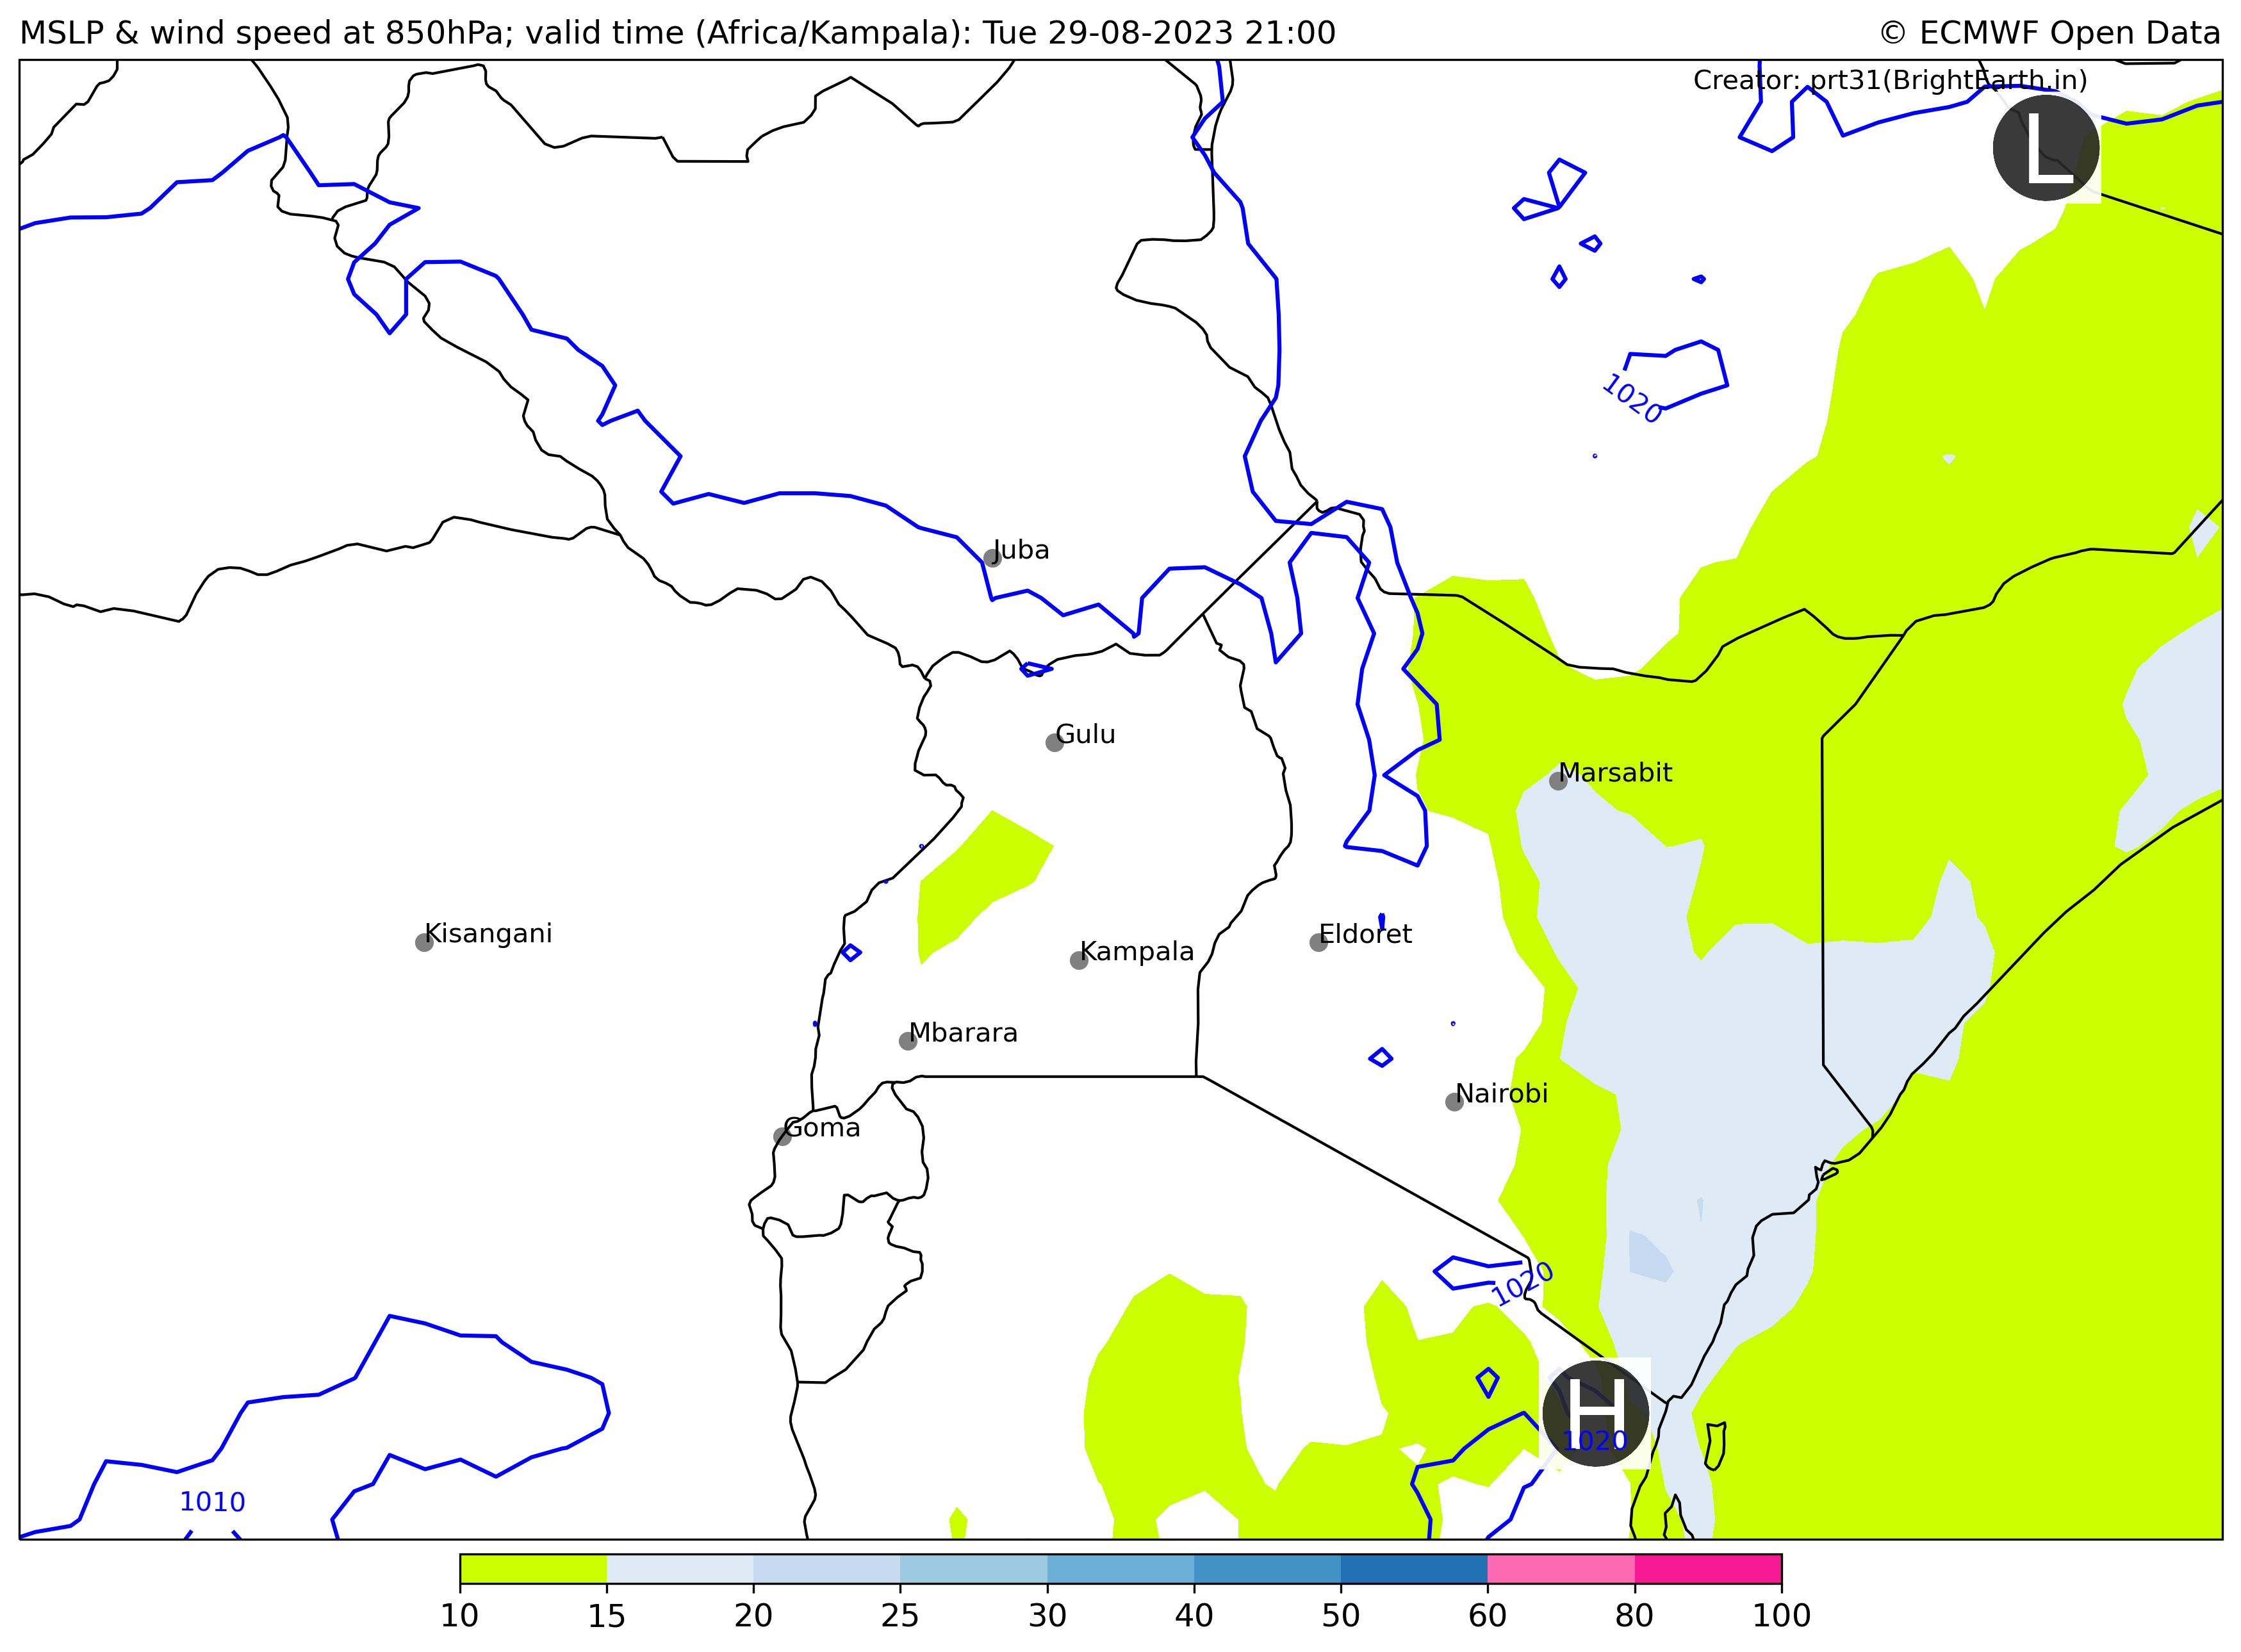 MSLP & wind speed at 850hPa; valid time (Africa/Kampala): Tue 29-08-2023 21:00
© ECMWF Open Data
Creator: prt31(BrightEarth.in)
L
1020
Juba
Gulu
Marsabit
Kisangani
Eldoret
Kampala
Mbarara
Nairobi
Goma
1020
H
1020
1010
10 15 20 25 30 40 50 60 80 100